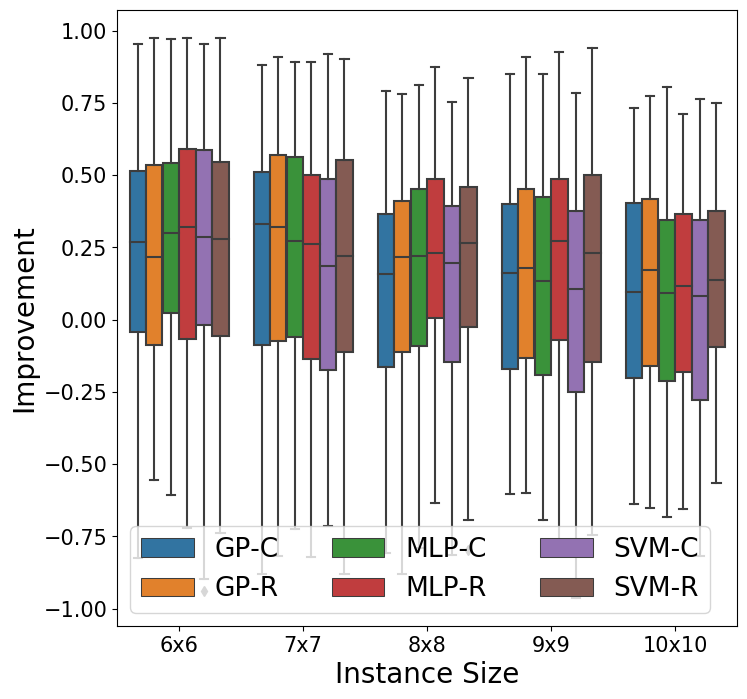 1.00
0.75
0.50
0.25
0.00
−0.25
−0.50
−0.75
−1.00
Improvement
GP-C MLP-C SVM-C
GP-R MLP-R SVM-R
6x6 7x7 8x8 9x9 10x10
Instance Size